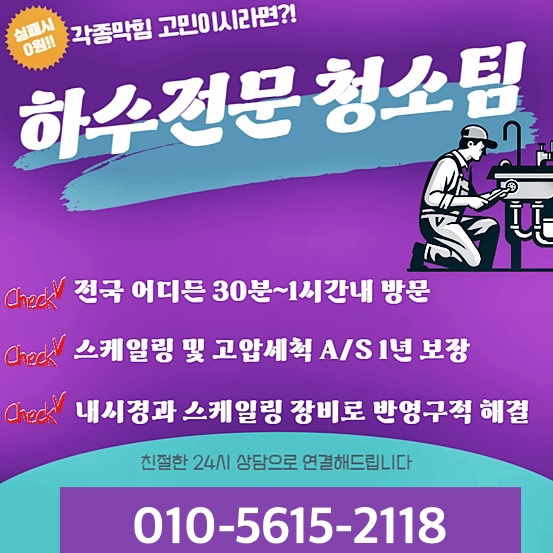 실패시
0원!!
각종막힘 고민이시라면?!
하수전문 청소팀
Check 전국 어디든 30분~1시간내 방문
Check 스케일링 및 고압세척 A/S 1년 보장
Check 내시경과 스케일링 장비로 반영구적 해결
친절한 24시 상담으로 연결해드립니다
010-5615-2118